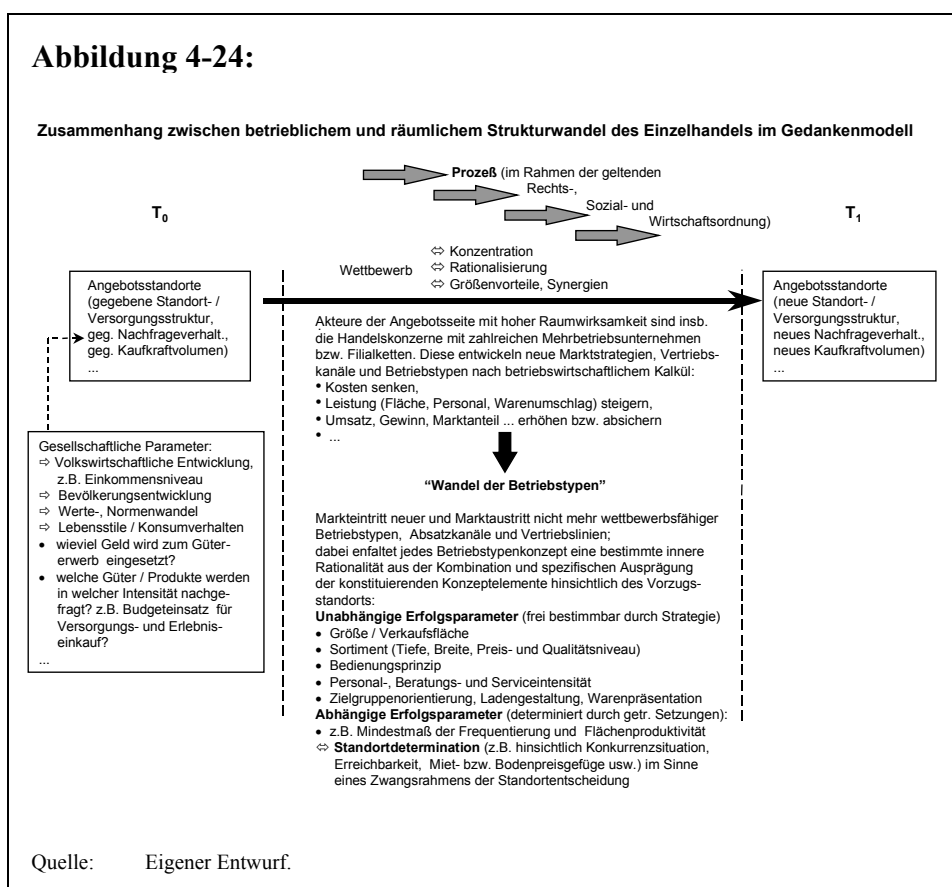 Abbildung 4-24:
Zusammenhang zwischen betrieblichem und räumlichem Strukturwandel des Einzelhandels im Gedankenmodell
Prozeß (im Rahmen der geltenden
Rechts-,
Sozial- und
Wirtschaftsordnung)
T₀
T₁
Wettbewerb
⇔ Konzentration
⇔ Rationalisierung
⇔ Größenvorteile, Synergien
Angebotsstandorte
(gegebene Standort- /
Versorgungsstruktur,
geg. Nachfrageverhalt.,
geg. Kaufkraftvolumen)
...
Gesellschaftliche Parameter:
⇨ Volkswirtschaftliche Entwicklung,
z.B. Einkommensniveau
⇨ Bevölkerungsentwicklung
⇨ Werte-, Normenwandel
⇨ Lebensstile / Konsumverhalten
• wieviel Geld wird zum Güter-
erwerb eingesetzt?
• welche Güter / Produkte werden
in welcher Intensität nachge-
fragt? z.B. Budgeteinsatz für
Versorgungs- und Erlebnis-
einkauf?
...
Akteure der Angebotsseite mit hoher Raumwirksamkeit sind insb.
die Handelskonzerne mit zahlreichen Mehrbetriebsunternehmen
bzw. Filialketten. Diese entwickeln neue Marktstrategien, Vertriebs-
kanäle und Betriebstypen nach betriebswirtschaftlichem Kalkül:
• Kosten senken,
• Leistung (Fläche, Personal, Warenumschlag) steigern,
• Umsatz, Gewinn, Marktanteil ... erhöhen bzw. absichern
• ...
"Wandel der Betriebstypen"
Markteintritt neuer und Marktaustritt nicht mehr wettbewerbsfähiger
Betriebstypen, Absatzkanäle und Vertriebslinien;
dabei enfaltet jedes Betriebstypenkonzept eine bestimmte innere
Rationalität aus der Kombination und spezifischen Ausprägung
der konstituierenden Konzeptelemente hinsichtlich des Vorzugs-
standorts:
Unabhängige Erfolgsparameter (frei bestimmbar durch Strategie)
• Größe / Verkaufsfläche
• Sortiment (Tiefe, Breite, Preis- und Qualitätsniveau)
• Bedienungsprinzip
• Personal-, Beratungs- und Serviceintensität
• Zielgruppenorientierung, Ladengestaltung, Warenpräsentation
Abhängige Erfolgsparameter (determiniert durch getr. Setzungen):
• z.B. Mindestmaß der Frequentierung und Flächenproduktivität
⇔ Standortdetermination (z.B. hinsichtlich Konkurrenzsituation,
Erreichbarkeit, Miet- bzw. Bodenpreisgefüge usw.) im Sinne
eines Zwangsrahmens der Standortentscheidung
Angebotsstandorte
(neue Standort- /
Versorgungsstruktur,
neues Nachfrageverhalt.,
neues Kaufkraftvolumen)
...
Quelle: Eigener Entwurf.